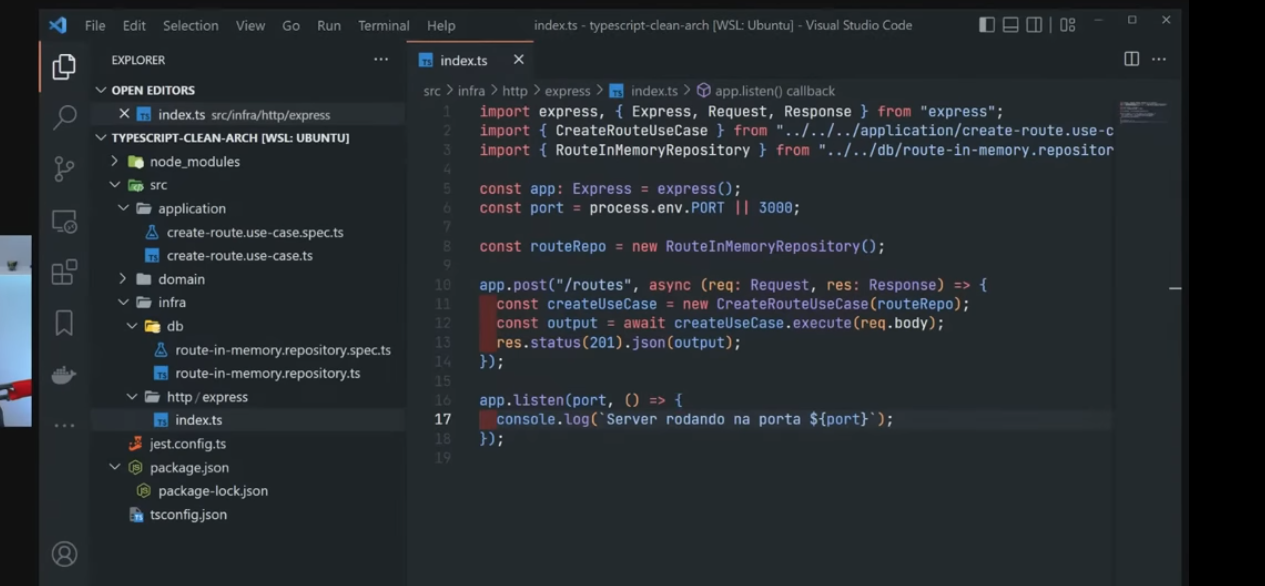 File Edit Selection View Go Run Terminal Help index.ts - typescript-clean-arch [WSL: Ubuntu] - Visual Studio Code
EXPLORER
OPEN EDITORS
index.ts src/infra/http/express
TYPESCRIPT-CLEAN-ARCH [WSL: UBUNTU]
node_modules
src
application
create-route.use-case.spec.ts
create-route.use-case.ts
domain
infra
db
route-in-memory.repository.spec.ts
route-in-memory.repository.ts
http / express
index.ts
jest.config.ts
package.json
package-lock.json
tsconfig.json
index.ts
src > infra > http > express > index.ts > app.listen() callback
1 import express, { Express, Request, Response } from "express";
2 import { CreateRouteUseCase } from "../../../application/create-route.use-c
3 import { RouteInMemoryRepository } from "../../db/route-in-memory.repositor
4
5 const app: Express = express();
6 const port = process.env.PORT || 3000;
7
8 const routeRepo = new RouteInMemoryRepository();
9
10 app.post("/routes", async (req: Request, res: Response) => {
11 const createUseCase = new CreateRouteUseCase(routeRepo);
12 const output = await createUseCase.execute(req.body);
13 res.status(201).json(output);
14 });
15
16 app.listen(port, () => {
17 console.log(`Server rodando na porta ${port}`);
18 });
19